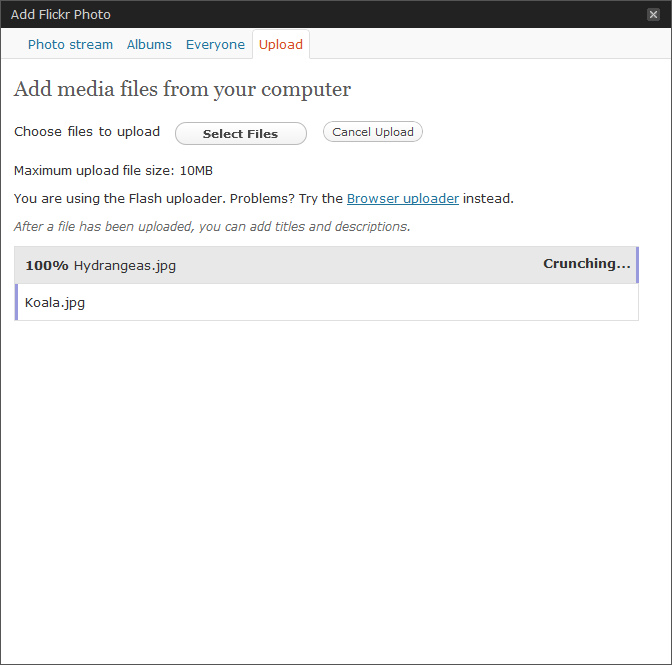 Add Flickr Photo
Photo stream Albums Everyone Upload
Add media files from your computer
Choose files to upload Select Files Cancel Upload
Maximum upload file size: 10MB
You are using the Flash uploader. Problems? Try the Browser uploader instead.
After a file has been uploaded, you can add titles and descriptions.
100% Hydrangeas.jpg Crunching...
Koala.jpg